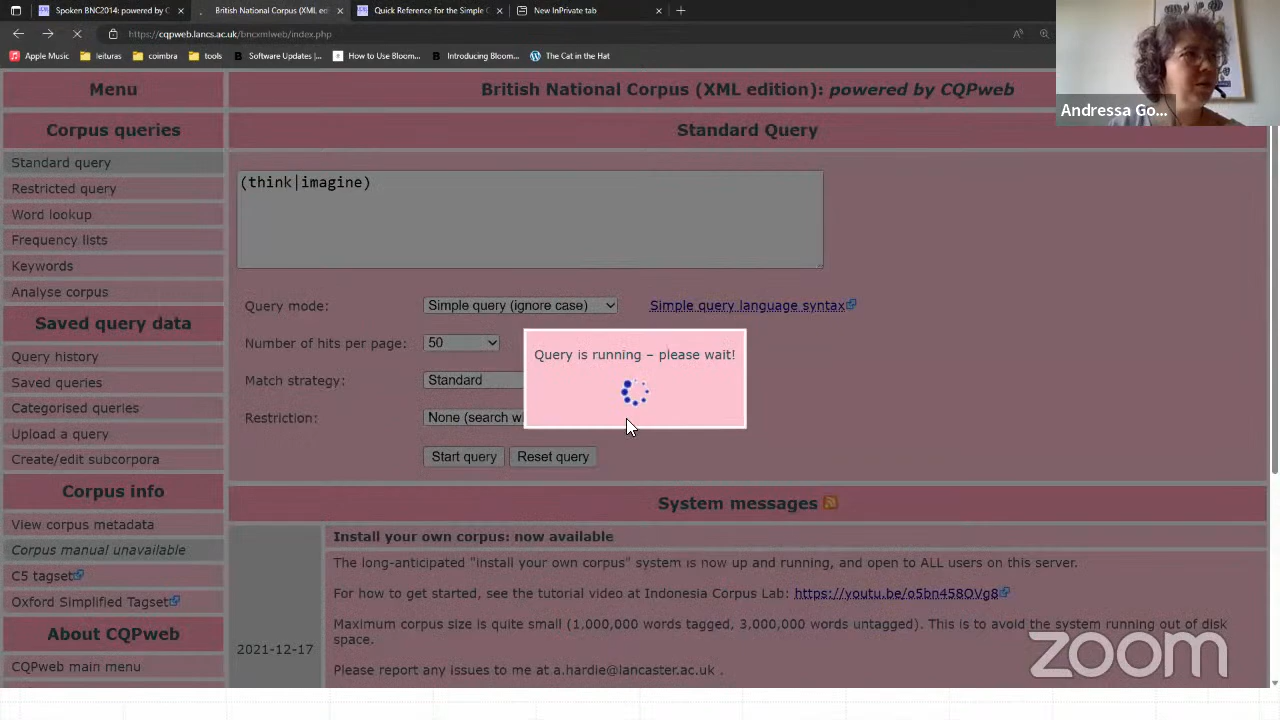 Spoken BNC2014: powered by C
British National Corpus (XML ed
Quick Reference for the Simple C
New InPrivate tab
https://cqpweb.lancs.ac.uk/bncxmlweb/index.php
Apple Music
leituras
coimbra
tools
Software Updates |...
How to Use Bloom...
Introducing Bloom...
The Cat in the Hat
Andressa Go...
Menu
British National Corpus (XML edition): powered by CQPweb
Corpus queries
Standard Query
Standard query
Restricted query
Word lookup
Frequency lists
Keywords
Analyse corpus
(think|imagine)
Query mode:
Simple query (ignore case)
Simple query language syntax
Number of hits per page:
50
Match strategy:
Standard
Restriction:
None (search w
Start query
Reset query
Query is running – please wait!
Saved query data
Query history
Saved queries
Categorised queries
Upload a query
Create/edit subcorpora
Corpus info
View corpus metadata
Corpus manual unavailable
C5 tagset
Oxford Simplified Tagset
About CQPweb
CQPweb main menu
System messages
2021-12-17
Install your own corpus: now available
The long-anticipated "install your own corpus" system is now up and running, and open to ALL users on this server.
For how to get started, see the tutorial video at Indonesia Corpus Lab: https://youtu.be/o5bn458OVg8
Maximum corpus size is quite small (1,000,000 words tagged, 3,000,000 words untagged). This is to avoid the system running out of disk
space.
Please report any issues to me at a.hardie@lancaster.ac.uk .
zoom